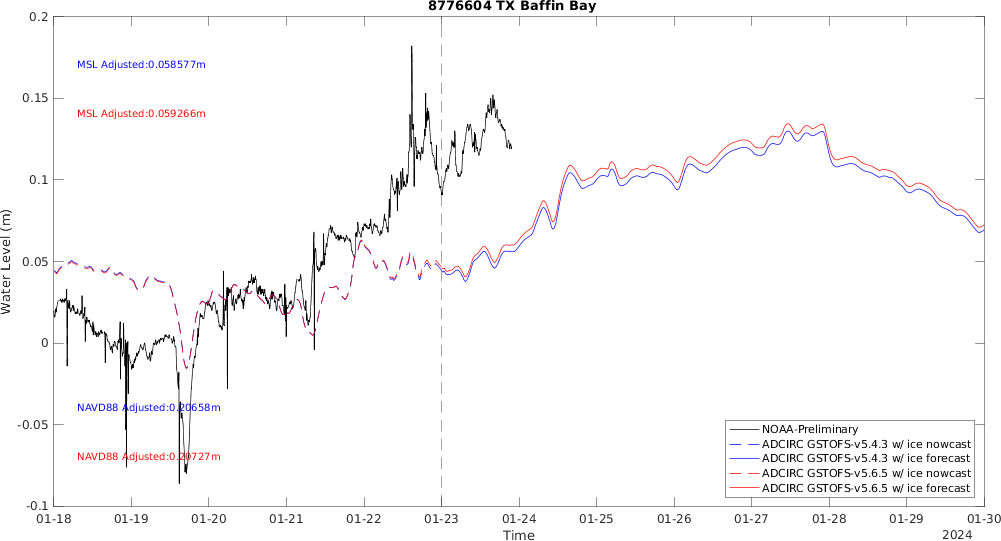 8776604 TX Baffin Bay
0.2
0.15
0.1
0.05
0
-0.05
-0.1
Water Level (m)
MSL Adjusted:0.058577m
MSL Adjusted:0.059266m
NAVD88 Adjusted:0.20658m
NAVD88 Adjusted:0.20727m
NOAA-Preliminary
ADCIRC GSTOFS-v5.4.3 w/ ice nowcast
ADCIRC GSTOFS-v5.4.3 w/ ice forecast
ADCIRC GSTOFS-v5.6.5 w/ ice nowcast
ADCIRC GSTOFS-v5.6.5 w/ ice forecast
01-18 01-19 01-20 01-21 01-22 01-23 01-24 01-25 01-26 01-27 01-28 01-29 01-30
Time
2024